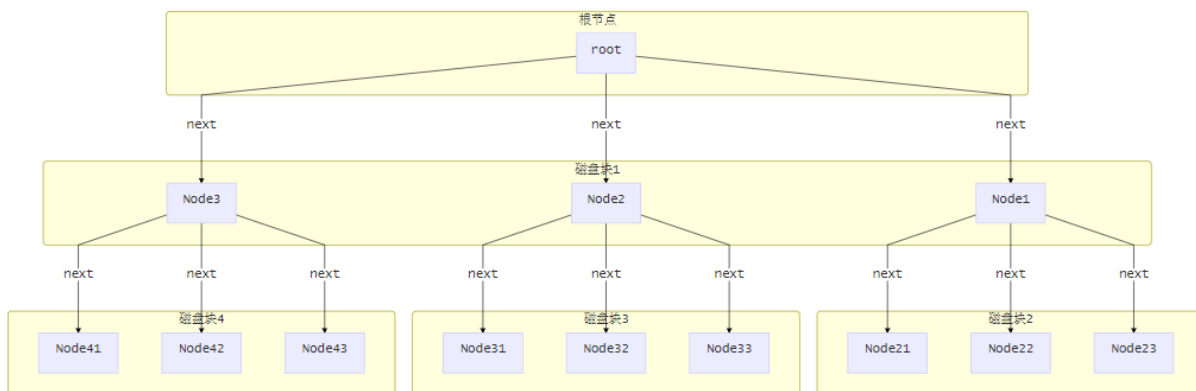 根节点
root
next next next
磁盘块1
Node3 Node2 Node1
next next next next next next next next next
磁盘块4 磁盘块3 磁盘块2
Node41 Node42 Node43 Node31 Node32 Node33 Node21 Node22 Node23